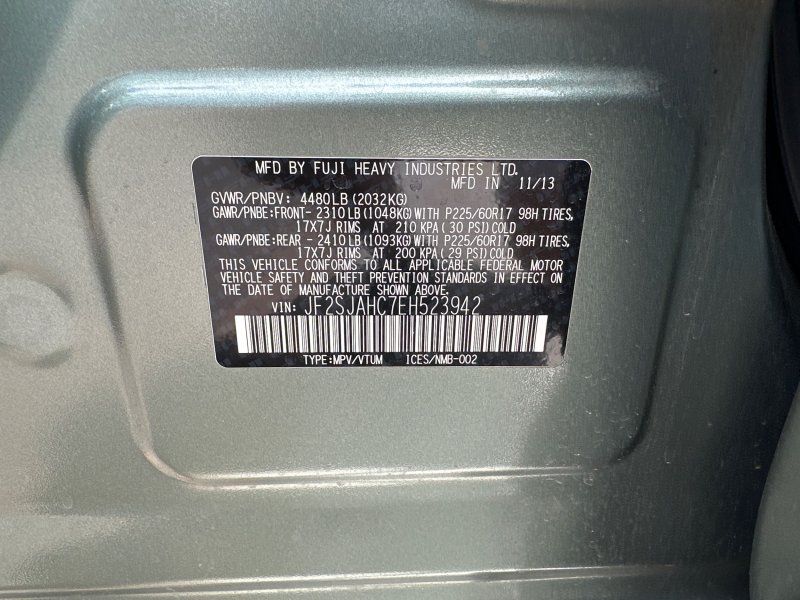 MFD BY FUJI HEAVY INDUSTRIES LTD.
MFD IN 11/13
GVWR/PNBV: 4480LB (2032KG)
GAWR/PNBE:FRONT- 2310LB (1048KG) WITH P225/60R17 98H TIRES,
17X7J RIMS AT 210 KPA ( 30 PSI) COLD
GAWR/PNBE:REAR - 2410LB (1093KG) WITH P225/60R17 98H TIRES,
17X7J RIMS AT 200 KPA ( 29 PSI) COLD
THIS VEHICLE CONFORMS TO ALL APPLICABLE FEDERAL MOTOR
VEHICLE SAFETY AND THEFT PREVENTION STANDARDS IN EFFECT ON
THE DATE OF MANUFACTURE SHOWN ABOVE.
VIN: JF2SJAHC7EH523942
TYPE:MPV/VTUM ICES/NMB-002